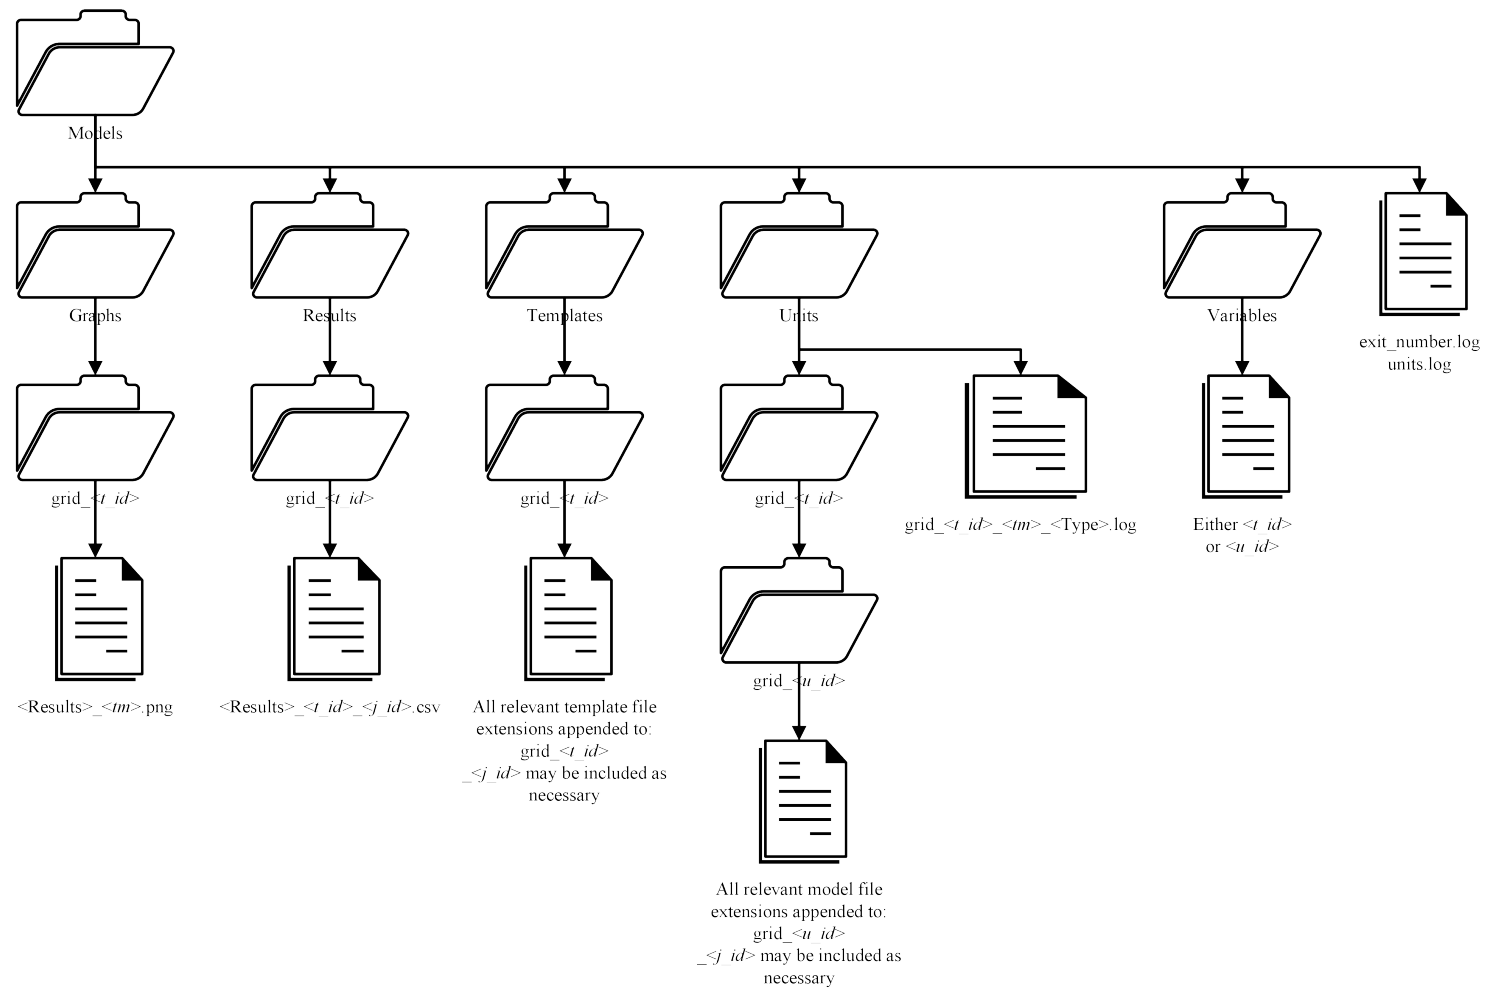 Models
Graphs
Results
Templates
Units
Variables
exit_number.log
units.log
grid_<t_id>
grid_<t_id>
grid_<t_id>
grid_<t_id>
grid_<t_id>_<tm>_<Type>.log
Either <t_id>
or <u_id>
<Results>_<tm>.png
<Results>_<t_id>_<j_id>.csv
All relevant template file
extensions appended to:
grid_<t_id>
_<j_id> may be included as
necessary
grid_<u_id>
All relevant model file
extensions appended to:
grid_<u_id>
_<j_id> may be included as
necessary